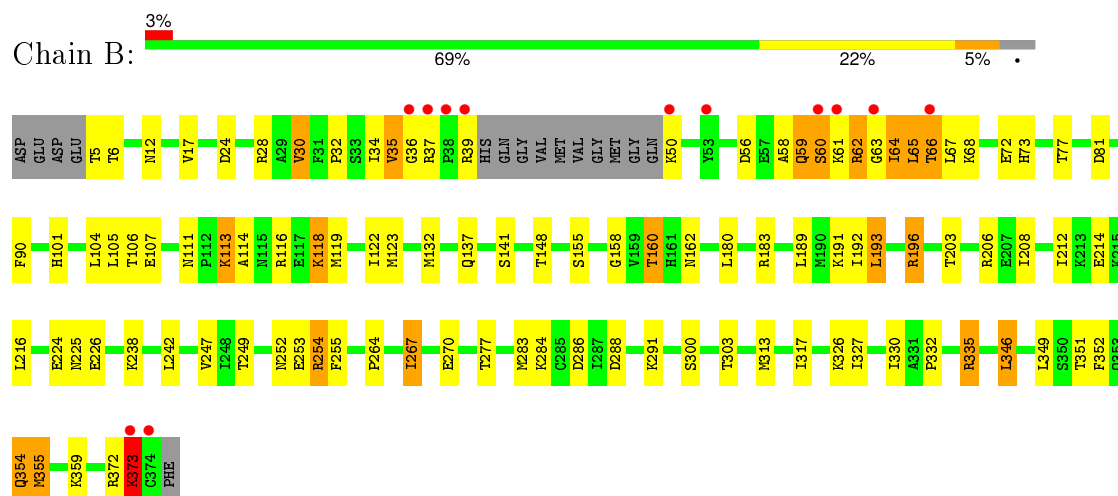 3%
Chain B:
69% 22% 5% •
ASP GLU ASP GLU T5 T6 N12 V17 D24 R28 A29 V30 F31 P32 S33 I34 V35 G36 R37 P38 R39 HIS GLN GLY VAL MET VAL GLY MET GLY GLN K50 Y53 D56 E57 A58 Q59 S60 K61 R62 G63 I64 L65 T66 L67 K68 E72 H73 T77 D81
F90 H101 L104 L105 T106 E107 N111 P112 K113 A114 N115 R116 E117 K118 M119 I122 M123 M132 Q137 S141 T148 S155 G158 V159 T160 H161 N162 L180 R183 L189 M190 K191 I192 L193 R196 T203 R206 E207 I208 I212 K213 E214 K215
L216 E224 N225 E226 K238 L242 V247 I248 T249 N252 E253 R254 F255 P264 I267 E270 T277 M283 K284 C285 D286 I287 D288 K291 S300 T303 M313 I317 K326 I327 I330 A331 P332 R335 L346 L349 S350 T351 F352 Q353
Q354 M355 K359 R372 K373 C374 PHE